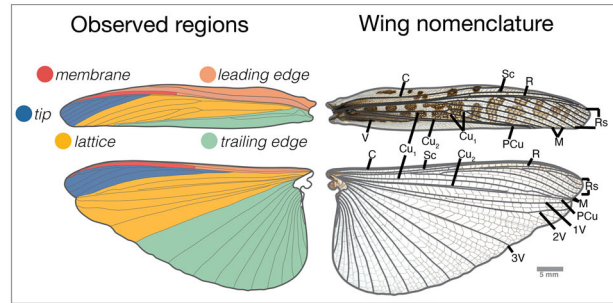 Observed regions
Wing nomenclature
membrane
leading edge
tip
lattice
trailing edge
C
Sc
R
Rs
V
Cu1
Cu2
Cu1
PCu
M
C
Sc
Cu2
R
Rs
M
PCu
1V
2V
3V
5 mm